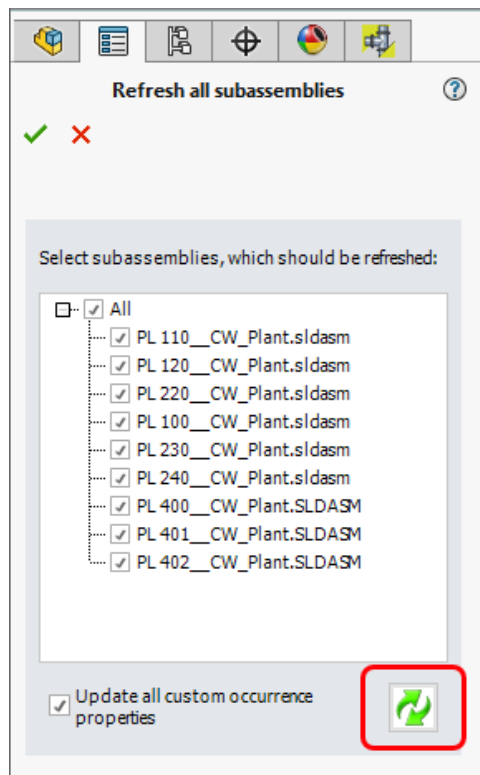 Refresh all subassemblies
?
Select subassemblies, which should be refreshed:
All
PL 110__CW_Plant.sldasm
PL 120__CW_Plant.sldasm
PL 220__CW_Plant.sldasm
PL 100__CW_Plant.sldasm
PL 230__CW_Plant.sldasm
PL 240__CW_Plant.sldasm
PL 400__CW_Plant.SLDASM
PL 401__CW_Plant.SLDASM
PL 402__CW_Plant.SLDASM
Update all custom occurrence
properties